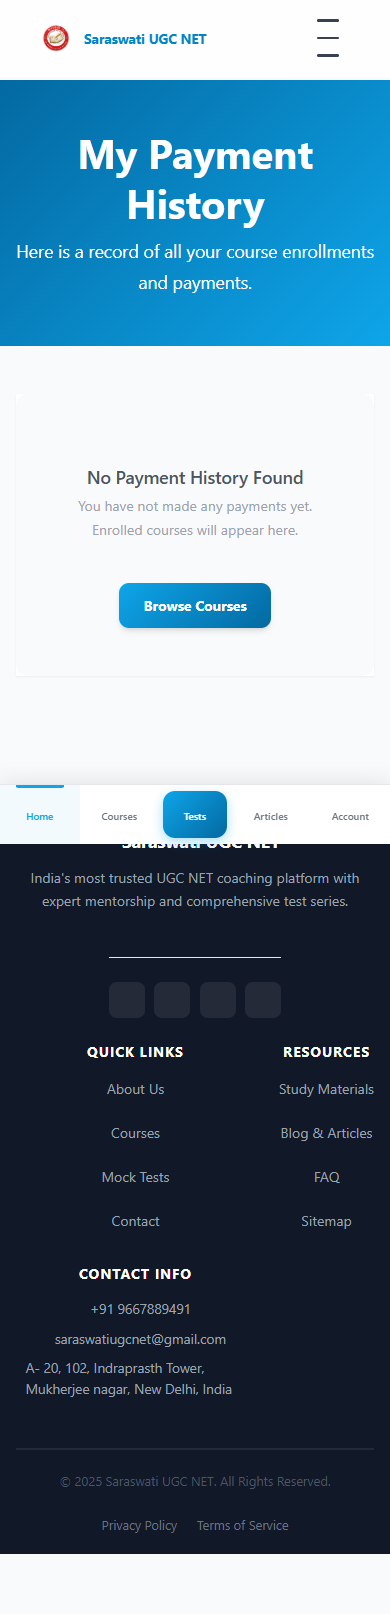 Saraswati UGC NET
My Payment
History
Here is a record of all your course enrollments
and payments.
No Payment History Found
You have not made any payments yet.
Enrolled courses will appear here.
Browse Courses
Home
Courses
Tests
Articles
Account
Saraswati UGC NET
India's most trusted UGC NET coaching platform with
expert mentorship and comprehensive test series.
QUICK LINKS
About Us
Courses
Mock Tests
Contact
RESOURCES
Study Materials
Blog & Articles
FAQ
Sitemap
CONTACT INFO
+91 9667889491
saraswatiugcnet@gmail.com
A- 20, 102, Indraprasth Tower,
Mukherjee nagar, New Delhi, India
© 2025 Saraswati UGC NET. All Rights Reserved.
Privacy Policy
Terms of Service